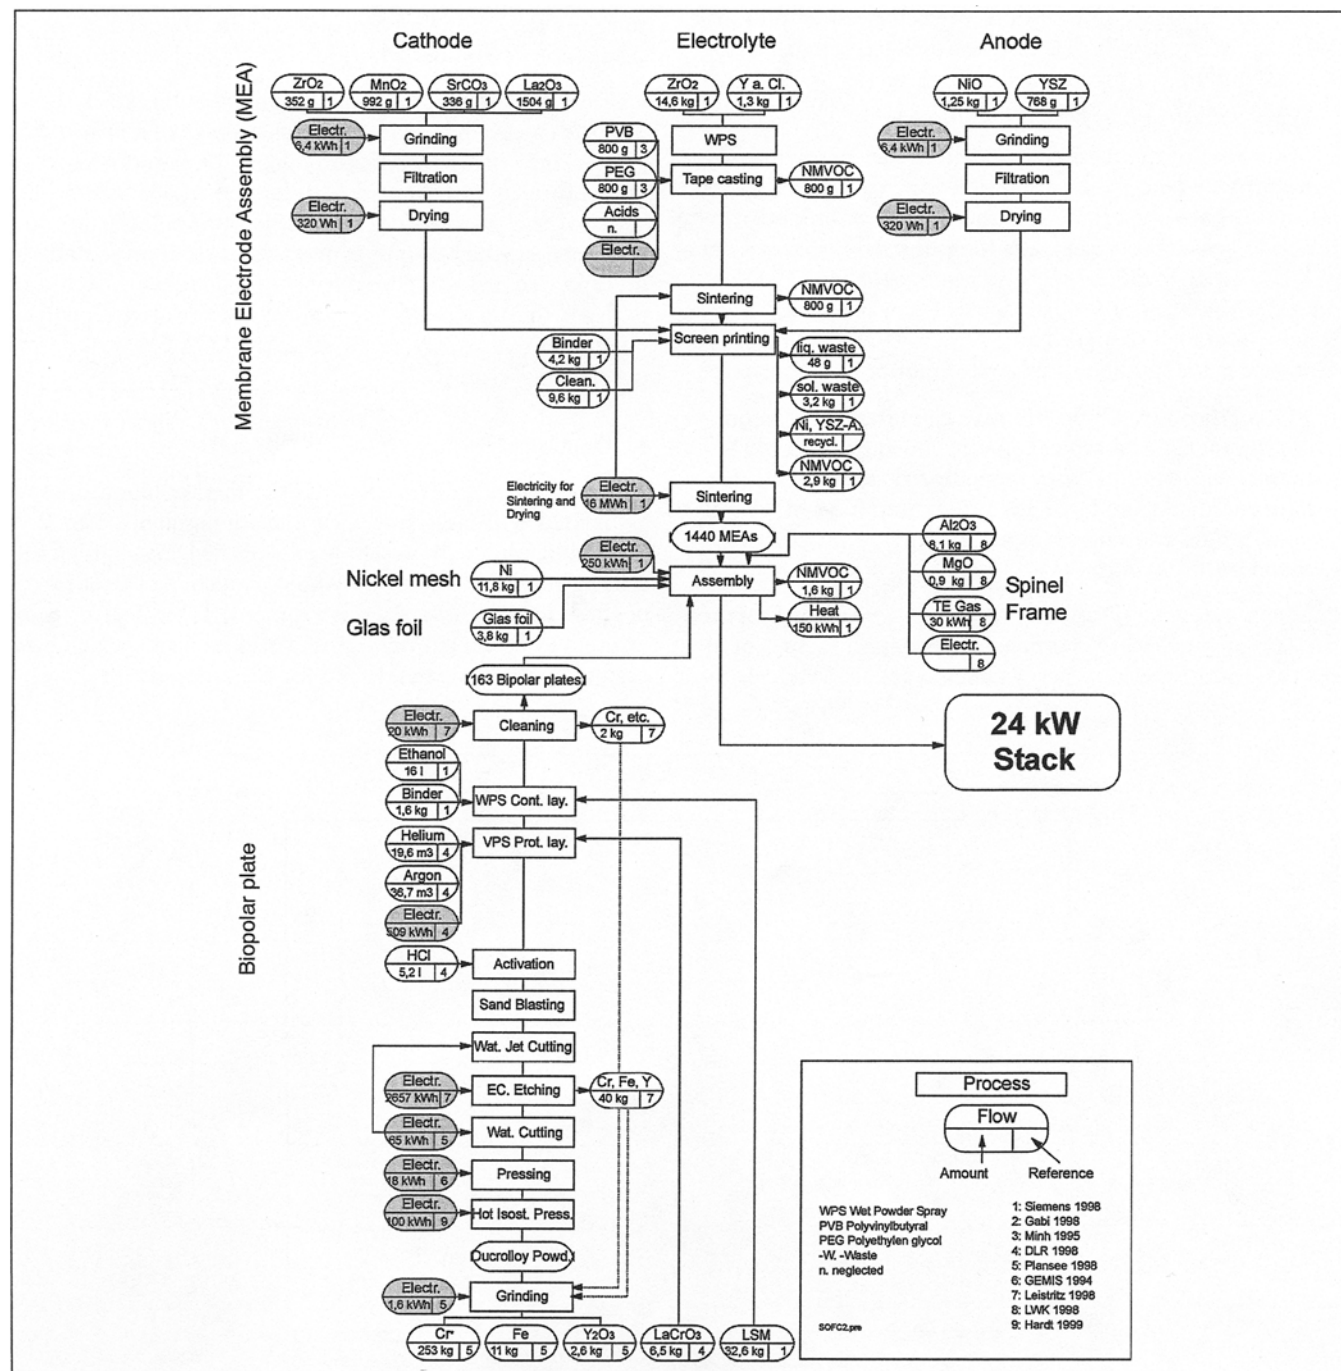 Cathode
Electrolyte
Anode
Membrane Electrode Assembly (MEA)
ZrO2
352 g 1
MnO2
992 g 1
SrCO3
336 g 1
La2O3
1504 g 1
ZrO2
14,6 kg 1
Y a. Cl.
1,3 kg 1
NiO
1,25 kg 1
YSZ
768 g 1
Electr.
6,4 kWh 1
Grinding
Filtration
Electr.
320 Wh 1
Drying
WPS
PVB
800 g 3
PEG
800 g 3
Acids
n.
Electr.
Tape casting
NMVOC
800 g 1
Electr.
6,4 kWh 1
Grinding
Filtration
Electr.
320 Wh 1
Drying
Sintering
NMVOC
800 g 1
Screen printing
Binder
4,2 kg 1
Clean.
9,6 kg 1
liq. waste
48 g 1
sol. waste
3,2 kg 1
Ni, YSZ-A.
recycl.
NMVOC
2,9 kg 1
Electricity for
Sintering and
Drying
Electr.
16 MWh 1
Sintering
1440 MEAs
Electr.
250 kWh 1
Assembly
NMVOC
1,6 kg 1
Heat
150 kWh 1
Al2O3
8,1 kg 8
MgO
0,9 kg 8
TE Gas
30 kWh 8
Electr.
8
Spinel
Frame
Nickel mesh
Ni
11,8 kg 1
Glas foil
Glas foil
3,8 kg 1
163 Bipolar plates
24 kW
Stack
Biopolar plate
Electr.
20 kWh 7
Cleaning
Cr, etc.
2 kg 7
Ethanol
16 l 1
Binder
1,6 kg 1
WPS Cont. lay.
Helium
19,6 m3 4
VPS Prot. lay.
Argon
36,7 m3 4
Electr.
509 kWh 4
HCl
5,2 l 4
Activation
Sand Blasting
Wat. Jet Cutting
Electr.
2657 kWh 7
EC. Etching
Cr, Fe, Y
40 kg 7
Electr.
65 kWh 5
Wat. Cutting
Electr.
18 kWh 6
Pressing
Electr.
100 kWh 9
Hot Isost. Press.
Ducrolloy Powd.
Electr.
1,6 kWh 5
Grinding
Cr
253 kg 5
Fe
11 kg 5
Y2O3
2,6 kg 5
LaCrO3
6,5 kg 4
LSM
32,6 kg 1
Process
Flow
Amount
Reference
WPS Wet Powder Spray
PVB Polyvinylbutyral
PEG Polyethylen glycol
-W. -Waste
n. neglected
SOFC2.pre
1: Siemens 1998
2: Gabi 1998
3: Minh 1995
4: DLR 1998
5: Plansee 1998
6: GEMIS 1994
7: Leistritz 1998
8: LWK 1998
9: Hardt 1999